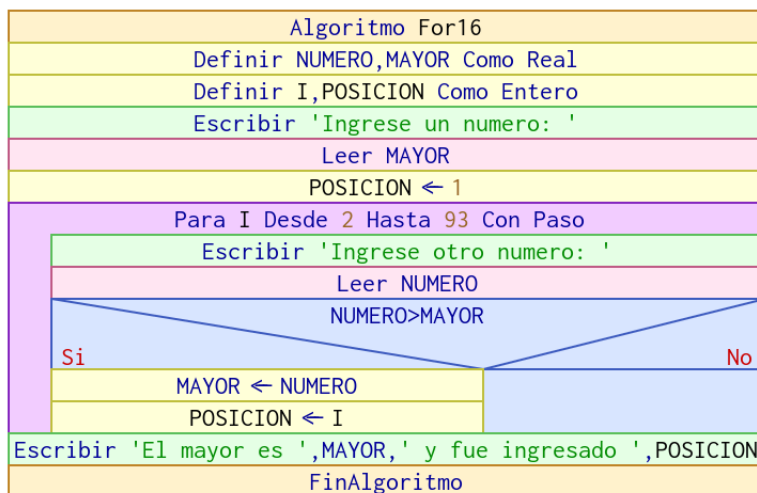 Algoritmo For16
Definir NUMERO,MAYOR Como Real
Definir I,POSICION Como Entero
Escribir 'Ingrese un numero: '
Leer MAYOR
POSICION ← 1
Para I Desde 2 Hasta 93 Con Paso
Escribir 'Ingrese otro numero: '
Leer NUMERO
NUMERO>MAYOR
Si No
MAYOR ← NUMERO
POSICION ← I
Escribir 'El mayor es ',MAYOR,' y fue ingresado ',POSICION
FinAlgoritmo